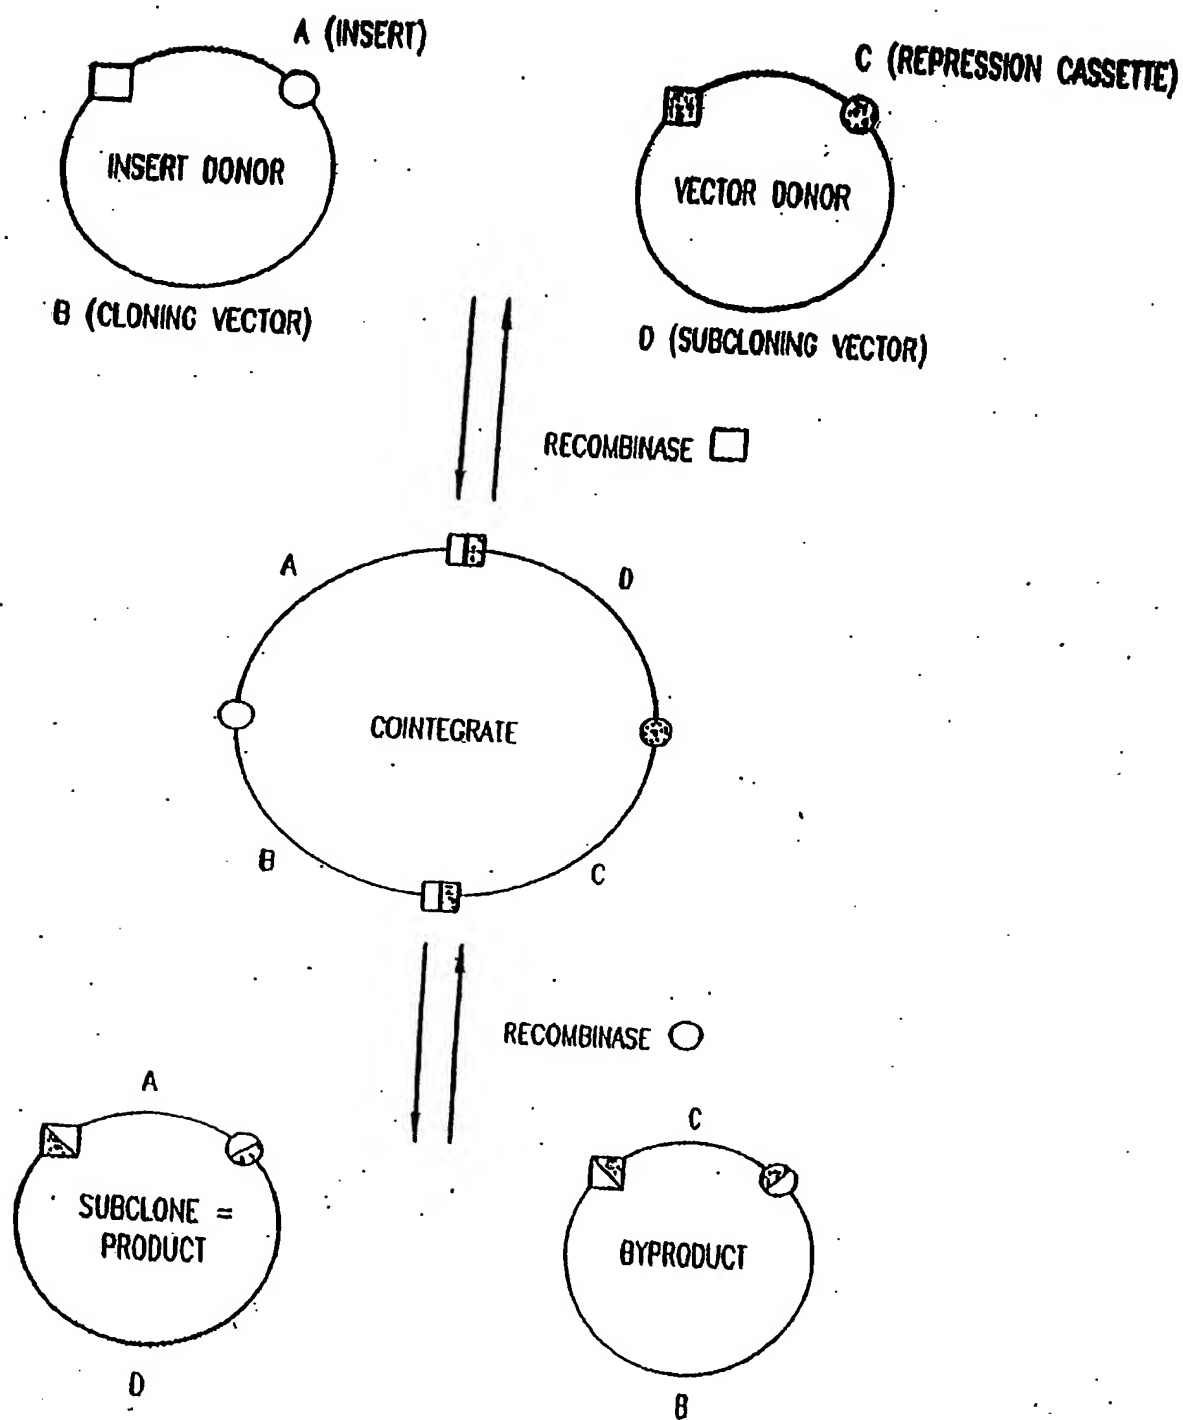 A (INSERT)
C (REPRESSION CASSETTE)
INSERT DONOR
VECTOR DONOR
B (CLONING VECTOR)
D (SUBCLONING VECTOR)
RECOMBINASE
A
D
COINTEGRATE
B
C
RECOMBINASE
A
C
SUBCLONE =
PRODUCT
BYPRODUCT
D
B